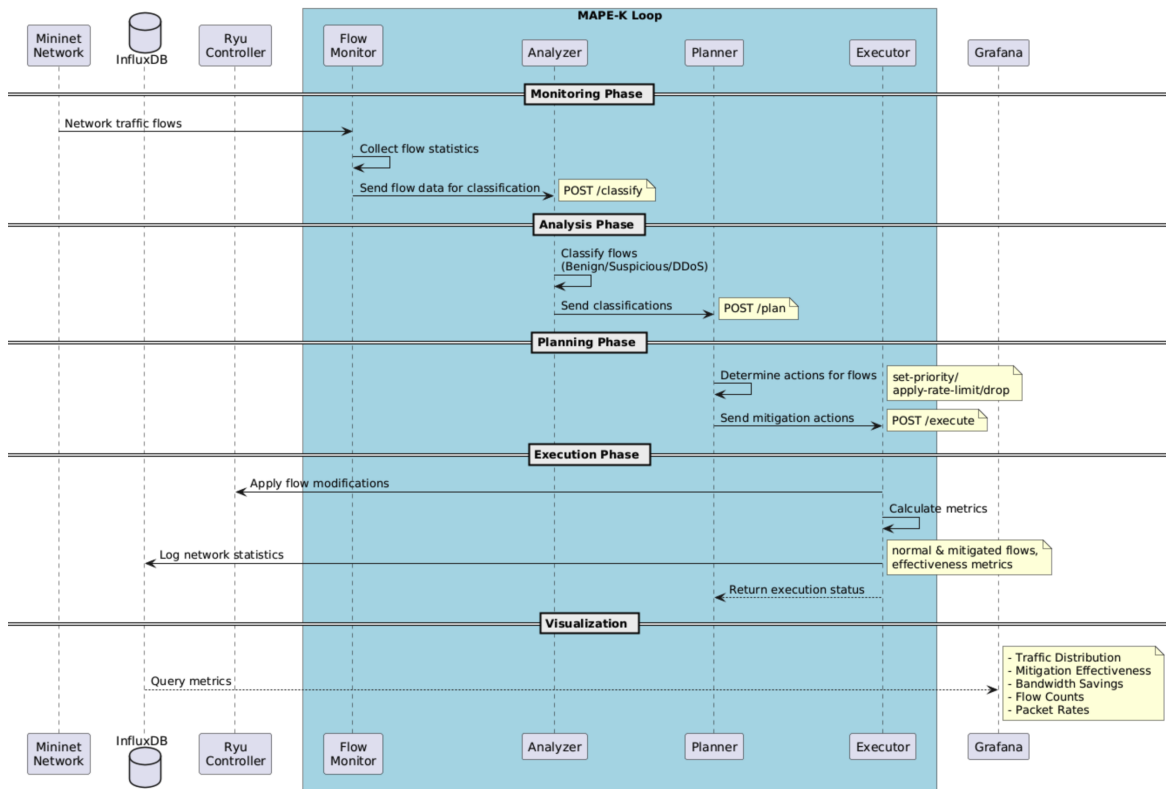 MAPE-K Loop
Mininet
Network
InfluxDB
Ryu
Controller
Flow
Monitor
Analyzer
Planner
Executor
Grafana
Monitoring Phase
Network traffic flows
Collect flow statistics
Send flow data for classification
POST /classify
Analysis Phase
Classify flows
(Benign/Suspicious/DDoS)
Send classifications
POST /plan
Planning Phase
Determine actions for flows
set-priority/
apply-rate-limit/drop
Send mitigation actions
POST /execute
Execution Phase
Apply flow modifications
Calculate metrics
Log network statistics
normal & mitigated flows,
effectiveness metrics
Return execution status
Visualization
Query metrics
- Traffic Distribution
- Mitigation Effectiveness
- Bandwidth Savings
- Flow Counts
- Packet Rates
Mininet
Network
InfluxDB
Ryu
Controller
Flow
Monitor
Analyzer
Planner
Executor
Grafana